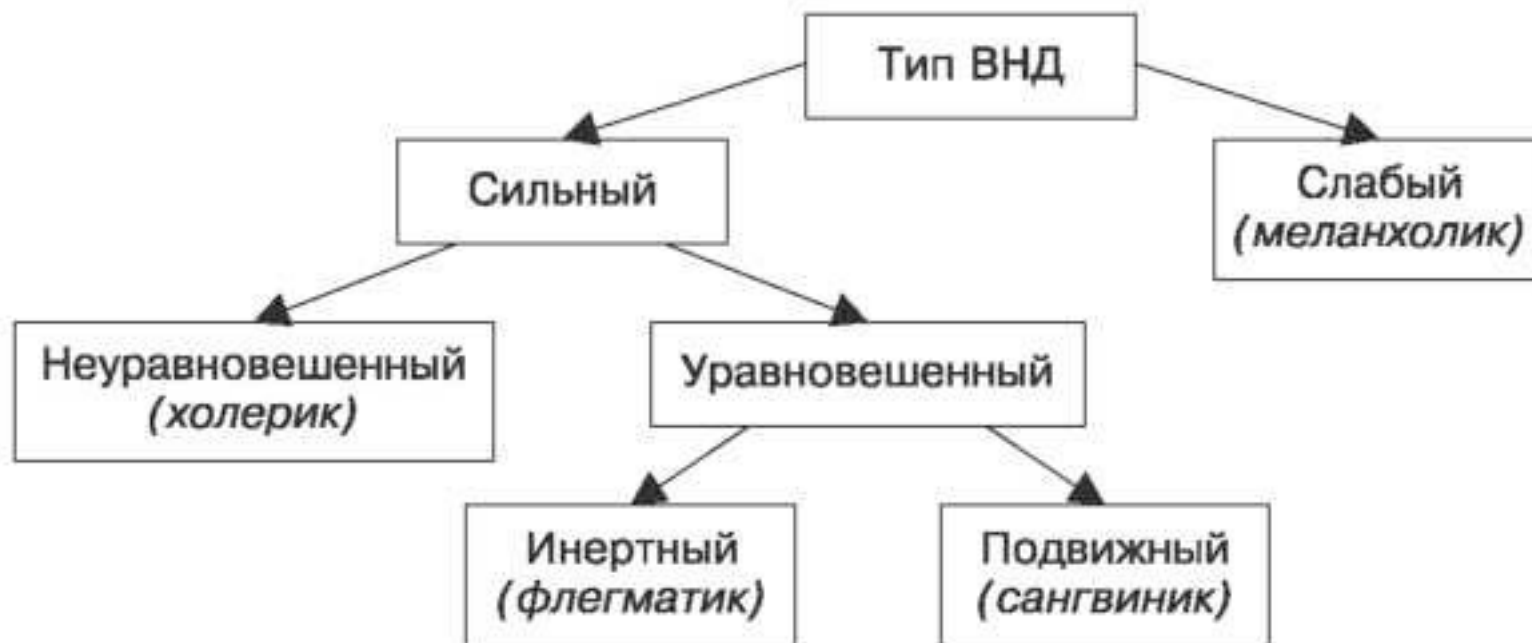 Тип ВНД
Сильный
Слабый
(меланхолик)
Неуравновешенный
(холерик)
Уравновешенный
Инертный
(флегматик)
Подвижный
(сангвиник)